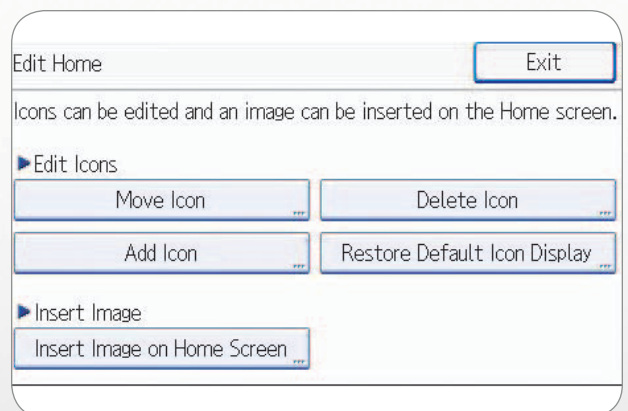 Edit Home
Exit
Icons can be edited and an image can be inserted on the Home screen.
Edit Icons
Move Icon
Delete Icon
Add Icon
Restore Default Icon Display
Insert Image
Insert Image on Home Screen